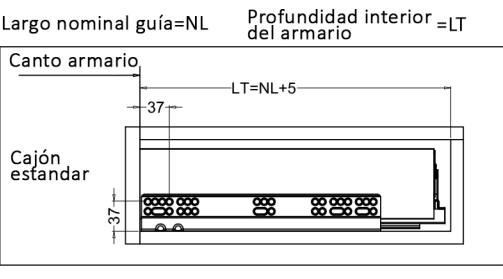 Largo nominal guía=NL
Profundidad interior
del armario =LT
Canto armario
LT=NL+5
37
Cajón
estandar
37